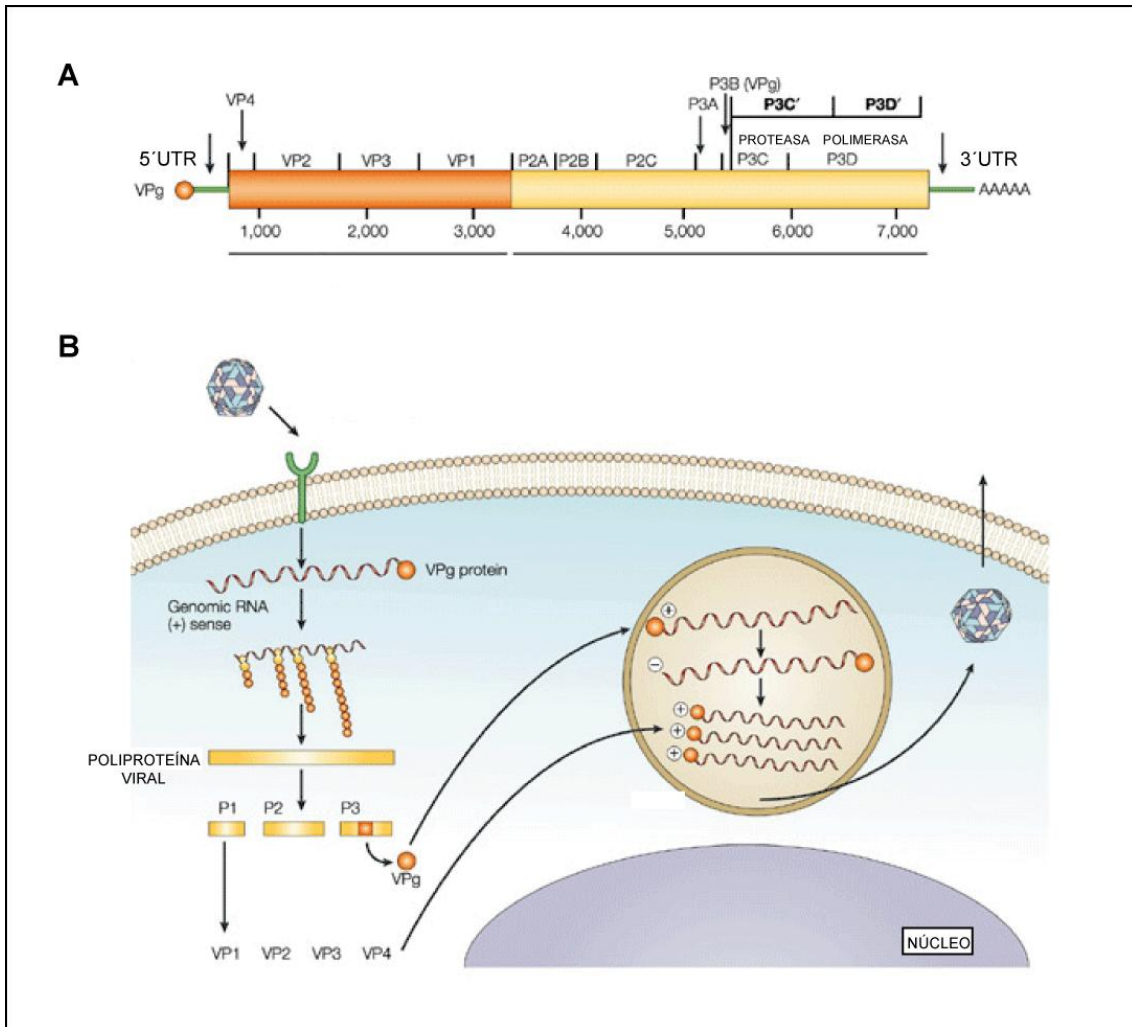 A
P3B (VPg)
VP4
P3A
P3C´ P3D´
5´UTR
VP2 VP3 VP1 P2A P2B P2C
PROTEASA POLIMERASA
P3C P3D
3´UTR
VPg
AAAAA
1,000 2,000 3,000 4,000 5,000 6,000 7,000
B
VPg protein
Genomic RNA
(+) sense
+
−
POLIPROTEÍNA
VIRAL
+
+
+
P1 P2 P3
VPg
VP1 VP2 VP3 VP4
NÚCLEO